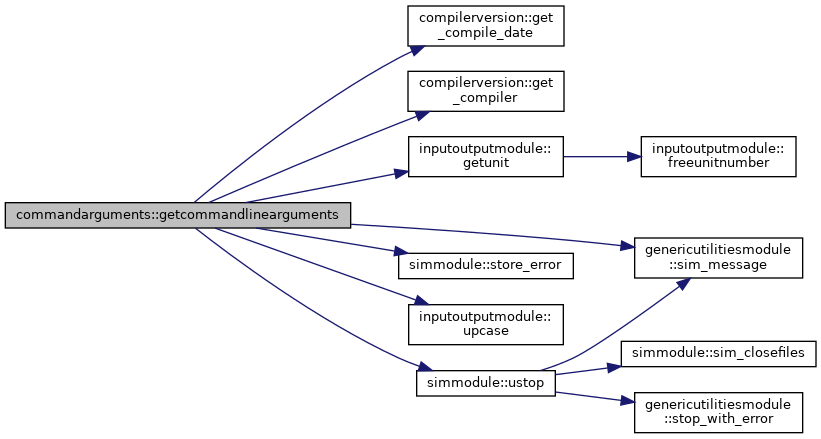 compilerversion::get
_compile_date
compilerversion::get
_compiler
inputoutputmodule::
getunit
inputoutputmodule::
freeunitnumber
commandarguments::getcommandlinearguments
genericutilitiesmodule
::sim_message
simmodule::store_error
inputoutputmodule::
upcase
simmodule::ustop
simmodule::sim_closefiles
genericutilitiesmodule
::stop_with_error